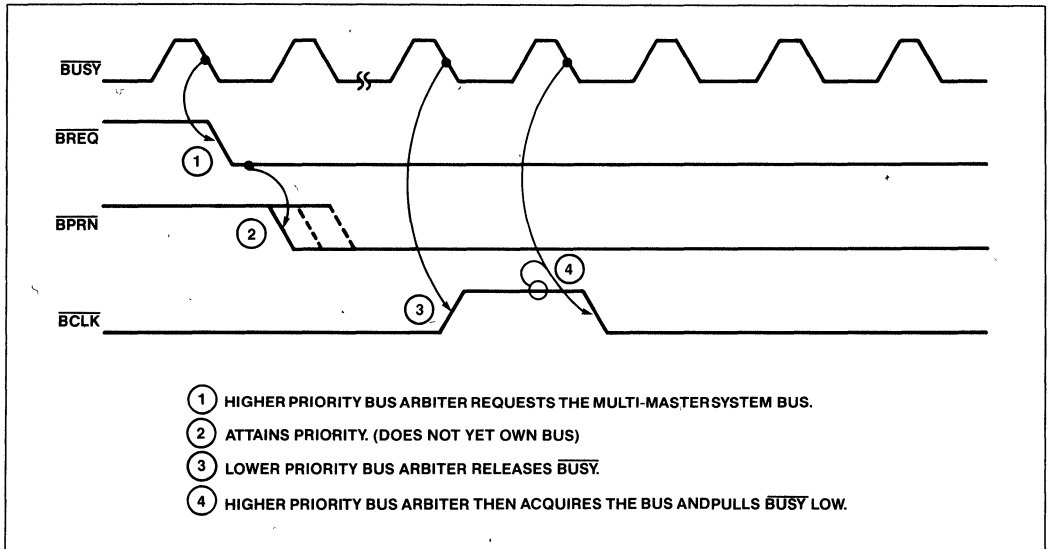 BUSY
BREQ
1
BPRN
2
4
3
BCLK
1 HIGHER PRIORITY BUS ARBITER REQUESTS THE MULTI-MASTERSYSTEM BUS.
2 ATTAINS PRIORITY. (DOES NOT YET OWN BUS)
3 LOWER PRIORITY BUS ARBITER RELEASES BUSY.
4 HIGHER PRIORITY BUS ARBITER THEN ACQUIRES THE BUS ANDPULLS BUSY LOW.